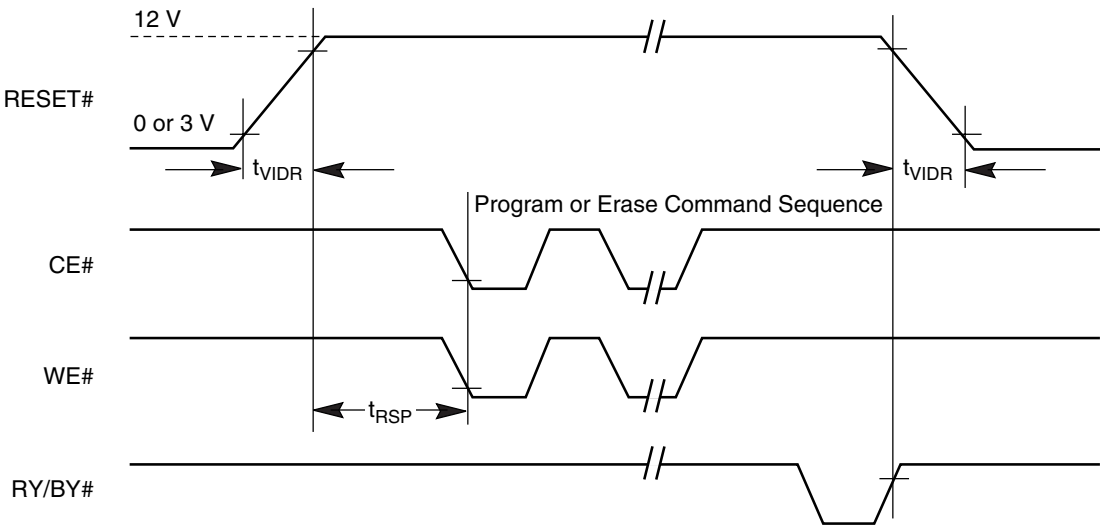 12 V
RESET#
0 or 3 V
tVIDR
tVIDR
Program or Erase Command Sequence
CE#
WE#
tRSP
RY/BY#